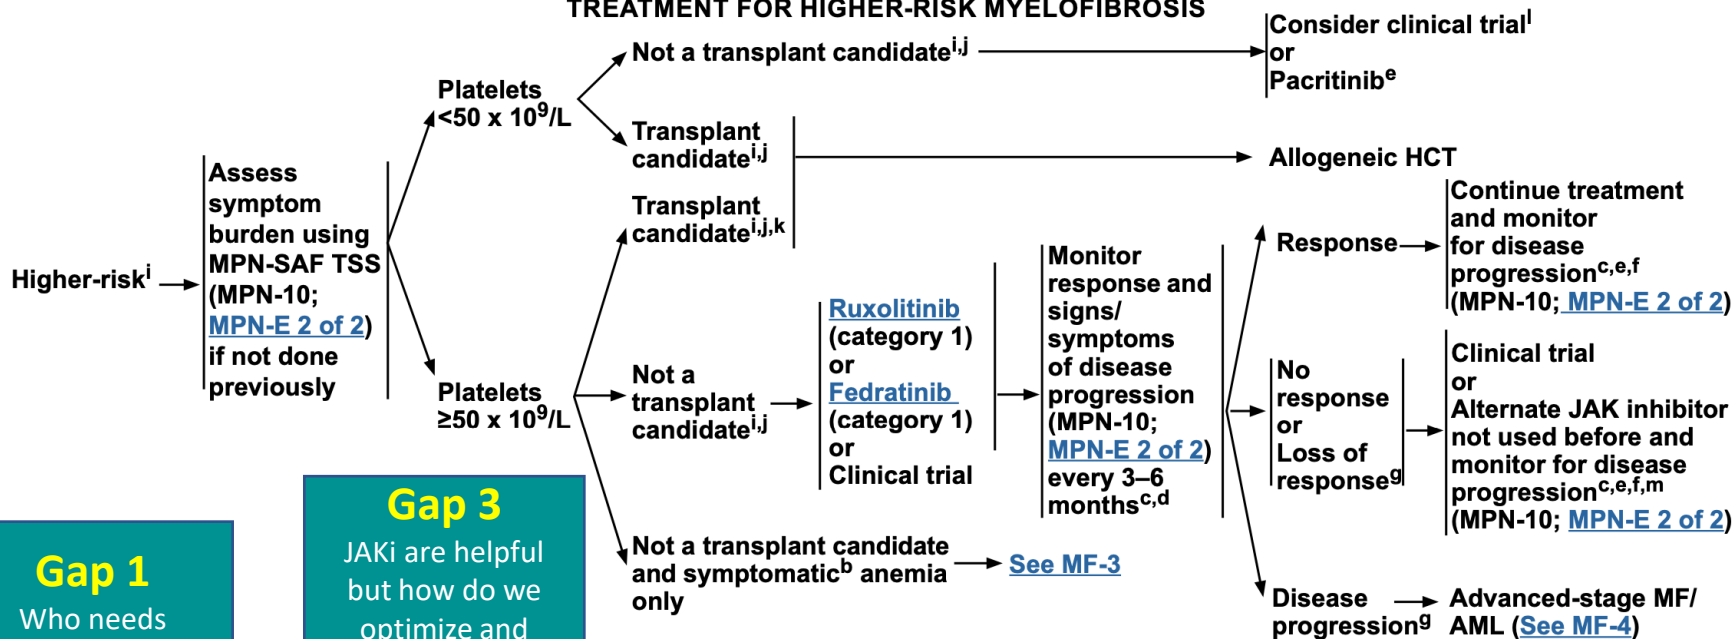 TREATMENT FOR HIGHER-RISK MYELOFIBROSIS
Higher-riskⁱ
Assess
symptom
burden using
MPN-SAF TSS
(MPN-10;
MPN-E 2 of 2)
if not done
previously
Platelets
<50 x 10⁹/L
Platelets
≥50 x 10⁹/L
Not a transplant candidateⁱ,ʲ
Transplant
candidateⁱ,ʲ
Transplant
candidateⁱ,ʲ,ᵏ
Not a
transplant
candidateⁱ,ʲ
Not a transplant candidate
and symptomaticᵇ anemia
only
See MF-3
Ruxolitinib
(category 1)
or
Fedratinib
(category 1)
or
Clinical trial
Monitor
response and
signs/
symptoms
of disease
progression
(MPN-10;
MPN-E 2 of 2)
every 3–6
monthsᶜ,ᵈ
Consider clinical trialˡ
or
Pacritinibᵉ
Allogeneic HCT
Response
Continue treatment
and monitor
for disease
progressionᶜ,ᵉ,ᶠ
(MPN-10; MPN-E 2 of 2)
No
response
or
Loss of
responseᵍ
Clinical trial
or
Alternate JAK inhibitor
not used before and
monitor for disease
progressionᶜ,ᵉ,ᶠ,ᵐ
(MPN-10; MPN-E 2 of 2)
Disease
progressionᵍ
Advanced-stage MF/
AML (See MF-4)
Gap 1
Who needs
Gap 3
JAKi are helpful
but how do we
optimize and